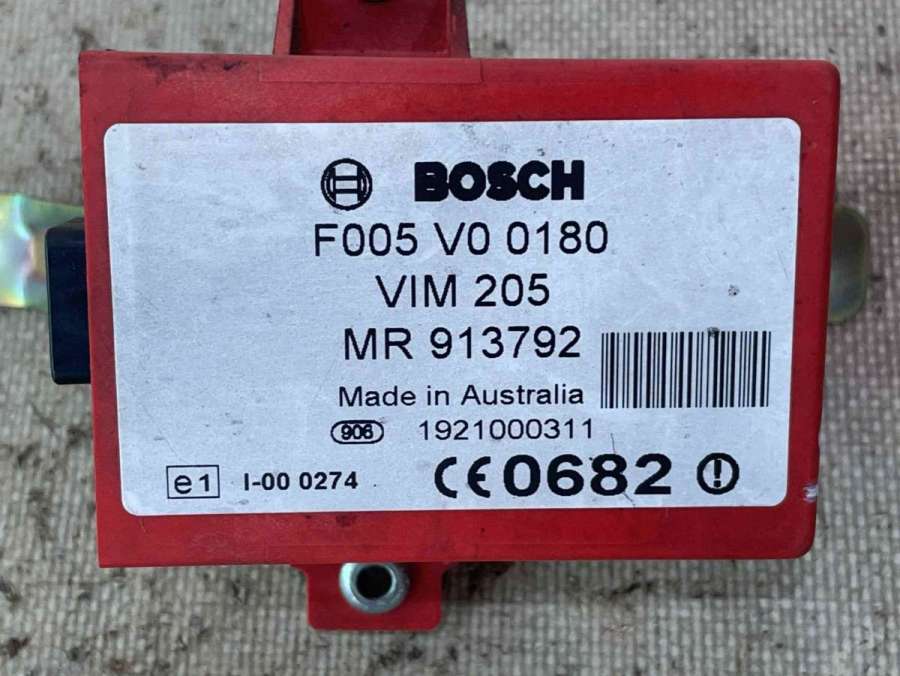 BOSCH
F005 V0 0180
VIM 205
MR 913792
Made in Australia
906 1921000311
e1 I-00 0274 CE0682